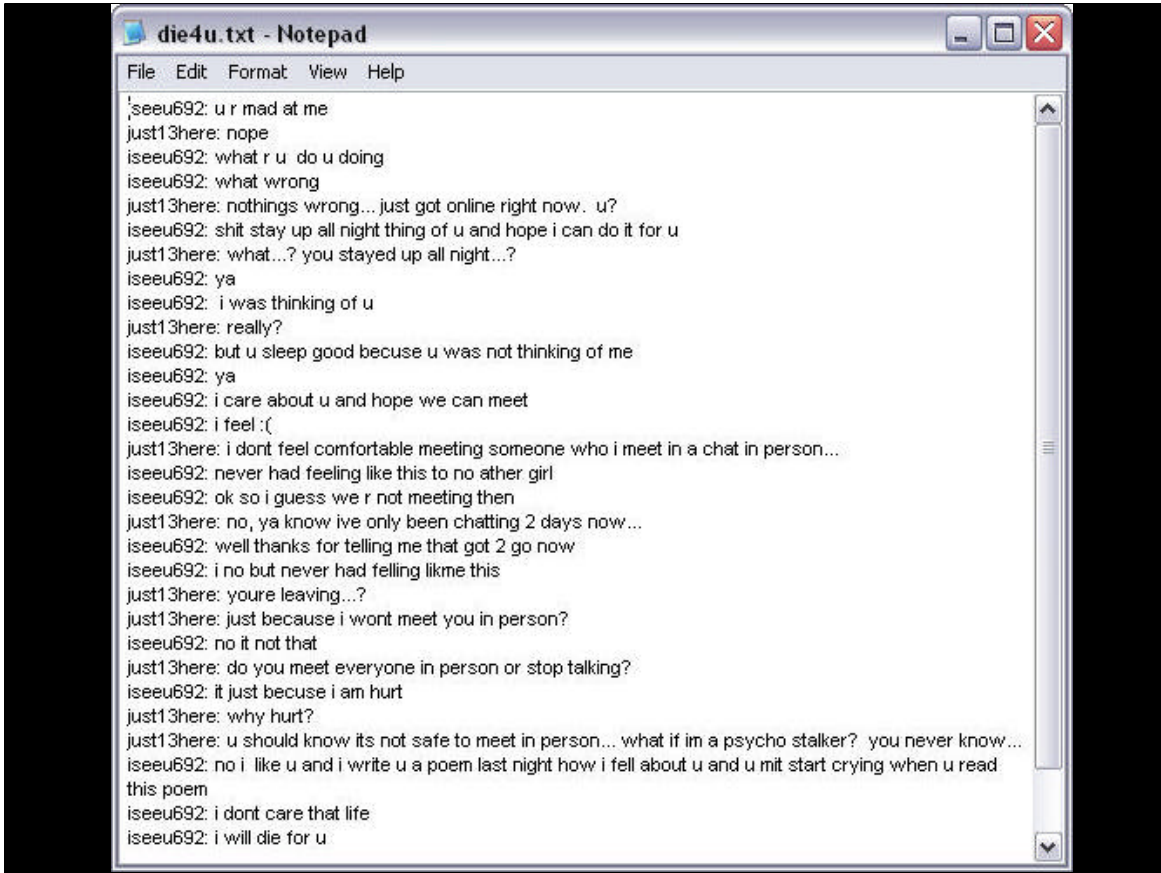 die4u.txt - Notepad
File Edit Format View Help
iseeu692: u r mad at me
just13here: nope
iseeu692: what r u  do u doing
iseeu692: what wrong
just13here: nothings wrong... just got online right now.  u?
iseeu692: shit stay up all night thing of u and hope i can do it for u
just13here: what...? you stayed up all night...?
iseeu692: ya
iseeu692:  i was thinking of u
just13here: really?
iseeu692: but u sleep good becuse u was not thinking of me
iseeu692: ya
iseeu692: i care about u and hope we can meet
iseeu692: i feel :(
just13here: i dont feel comfortable meeting someone who i meet in a chat in person...
iseeu692: never had feeling like this to no ather girl
iseeu692: ok so i guess we r not meeting then
just13here: no, ya know ive only been chatting 2 days now...
iseeu692: well thanks for telling me that got 2 go now
iseeu692: i no but never had felling likme this
just13here: youre leaving...?
just13here: just because i wont meet you in person?
iseeu692: no it not that
just13here: do you meet everyone in person or stop talking?
iseeu692: it just becuse i am hurt
just13here: why hurt?
just13here: u should know its not safe to meet in person... what if im a psycho stalker?  you never know...
iseeu692: no i  like u and i write u a poem last night how i fell about u and u mit start crying when u read
this poem
iseeu692: i dont care that life
iseeu692: i will die for u